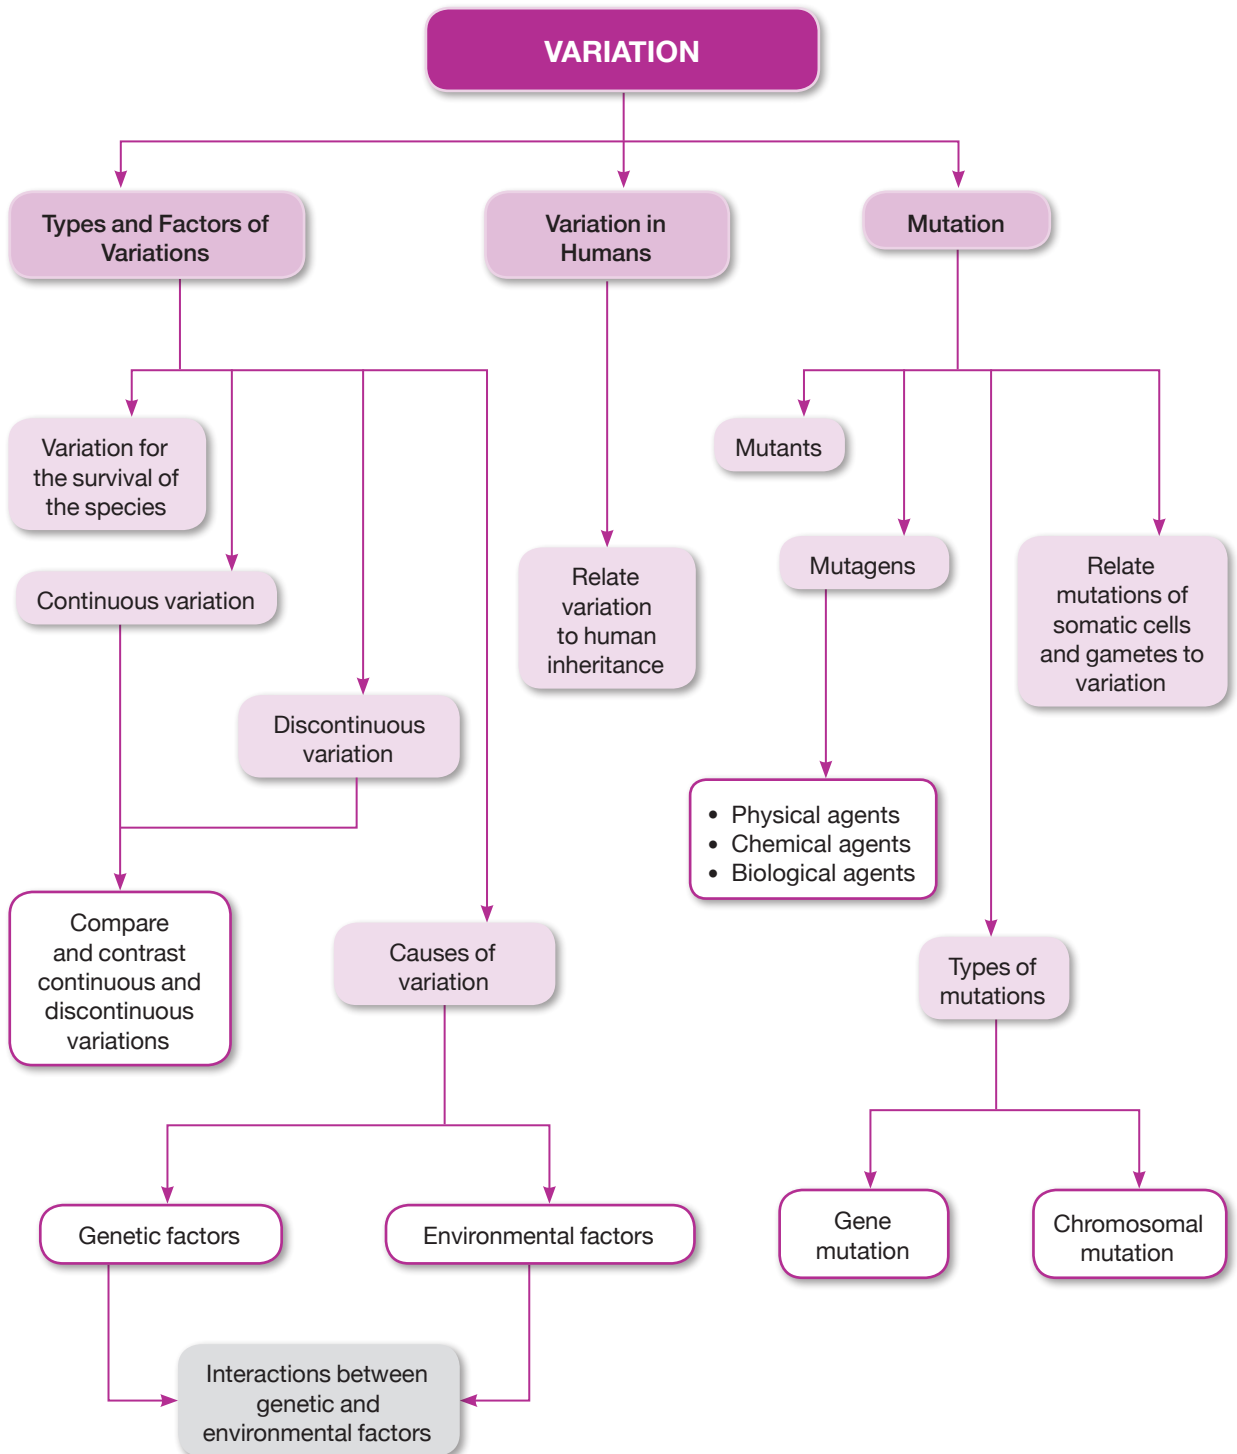 VARIATION
Types and Factors of
Variations
Variation in
Humans
Mutation
Variation for
the survival of
the species
Continuous variation
Discontinuous
variation
Compare
and contrast
continuous and
discontinuous
variations
Causes of
variation
Genetic factors
Environmental factors
Interactions between
genetic and
environmental factors
Relate
variation
to human
inheritance
Mutants
Mutagens
• Physical agents
• Chemical agents
• Biological agents
Relate
mutations of
somatic cells
and gametes to
variation
Types of
mutations
Gene
mutation
Chromosomal
mutation